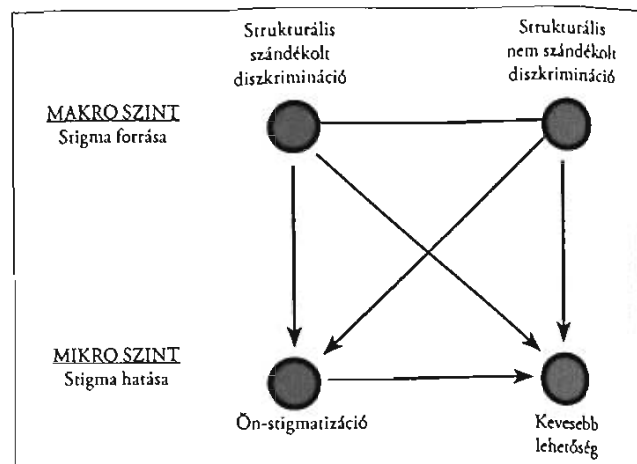 Strukturális
szándékolt
diszkrimináció
Strukturális
nem szándékolt
diszkrimináció
MAKRO SZINT
Stigma forrása
MIKRO SZINT
Stigma hatása
Ön-stigmatizáció
Kevesebb
lehetőség